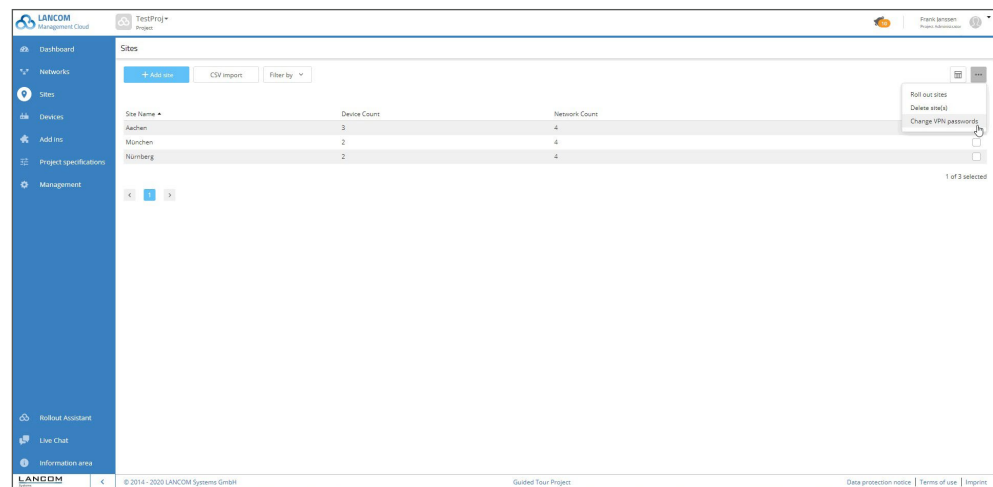 LANCOM
Management Cloud
TestProj
Project
Frank Janssen
Project Administrator
Dashboard
Networks
Sites
Devices
Add ins
Project specifications
Management
Rollout Assistant
Live Chat
Information area
LANCOM
Systems
Sites
+ Add site
CSV import
Filter by
...
Roll out sites
Delete site(s)
Change VPN passwords
Site Name Device Count Network Count
Aachen 3 4
München 2 4
Nürnberg 2 4
1 of 3 selected
< 1 >
<
© 2014 - 2020 LANCOM Systems GmbH
Guided Tour Project
Data protection notice | Terms of use | Imprint